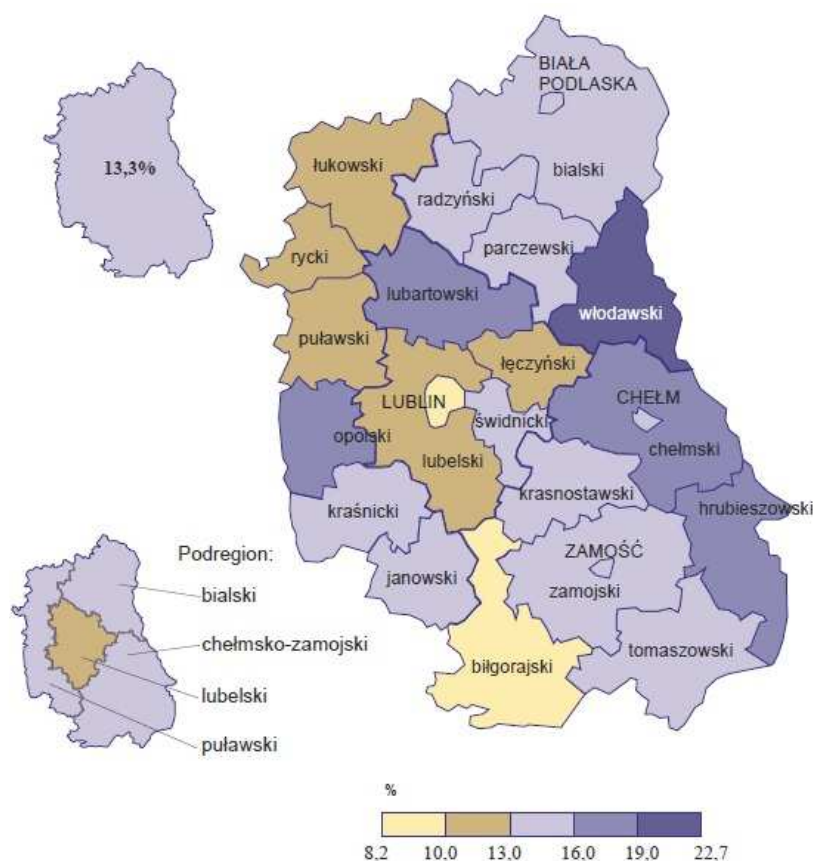 BIAŁA
PODLASKA
13,3%
łukowski
bialski
radzyński
parczewski
rycki
lubartowski
włodawski
puławski
łęczyński
LUBLIN
CHEŁM
świdnicki
opolski
chełmski
lubelski
krasnostawski
hrubieszowski
kraśnicki
ZAMOŚĆ
Podregion:
janowski
zamojski
bialski
chełmsko-zamojski
tomaszowski
biłgorajski
lubelski
puławski
%
8,2 10,0 13,0 16,0 19,0 22,7